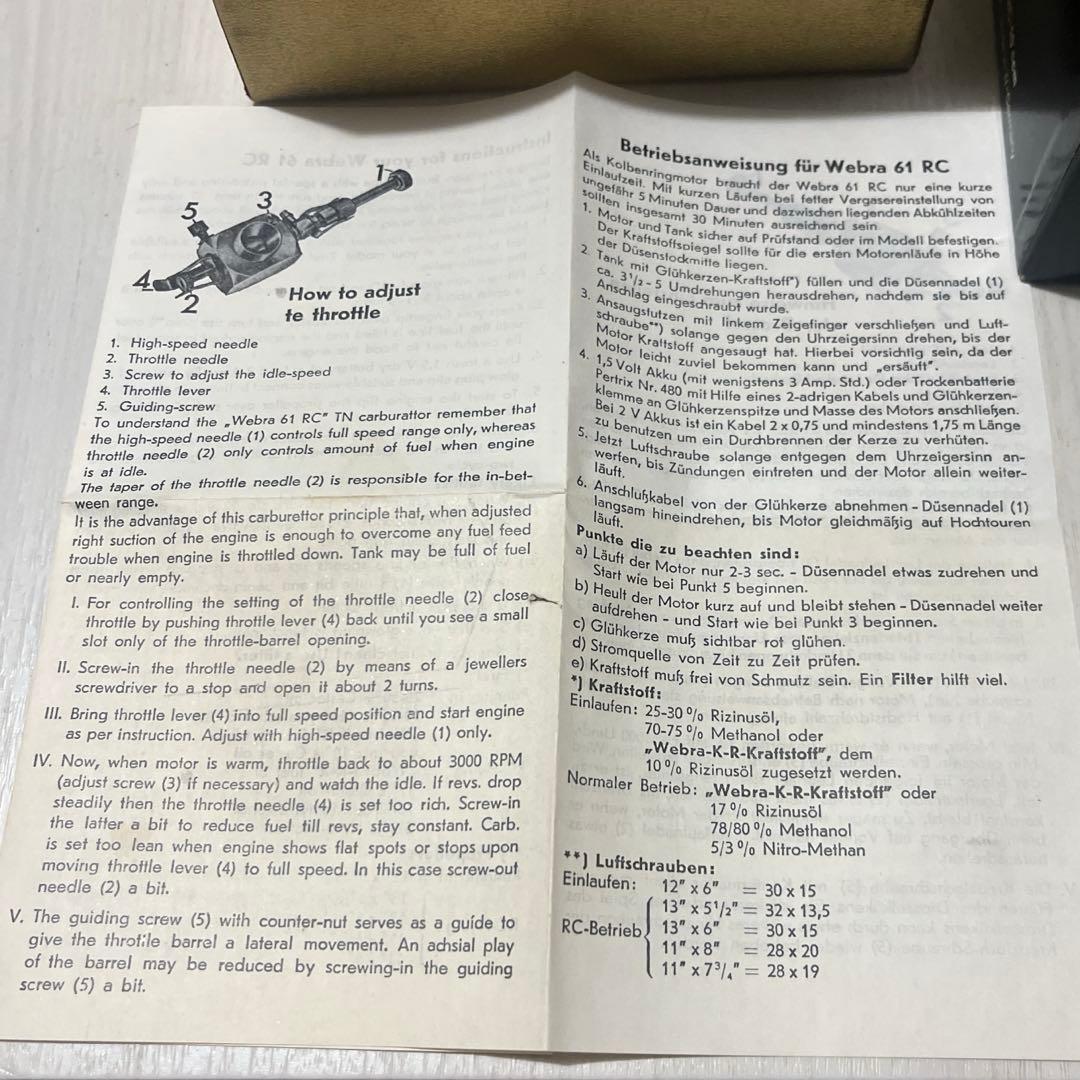 1
5
3
4
2
How to adjust
te throttle
1. High-speed needle
2. Throttle needle
3. Screw to adjust the idle-speed
4. Throttle lever
5. Guiding-screw
To understand the „Webra 61 RC" TN carburattor remember that
the high-speed needle (1) controls full speed range only, whereas
throttle needle (2) only controls amount of fuel when engine
is at idle.
The taper of the throttle needle (2) is responsible for the in-bet-
ween range.
It is the advantage of this carburettor principle that, when adjusted
right suction of the engine is enough to overcome any fuel feed
trouble when engine is throttled down. Tank may be full of fuel
or nearly empty.
I. For controlling the setting of the throttle needle (2) close
throttle by pushing throttle lever (4) back until you see a small
slot only of the throttle-barrel opening.
II. Screw-in the throttle needle (2) by means of a jewellers
screwdriver to a stop and open it about 2 turns.
III. Bring throttle lever (4) into full speed position and start engine
as per instruction. Adjust with high-speed needle (1) only.
IV. Now, when motor is warm, throttle back to about 3000 RPM
(adjust screw (3) if necessary) and watch the idle. If revs. drop
steadily then the throttle needle (4) is set too rich. Screw-in
the latter a bit to reduce fuel till revs, stay constant. Carb.
is set too lean when engine shows flat spots or stops upon
moving throttle lever (4) to full speed. In this case screw-out
needle (2) a bit.
V. The guiding screw (5) with counter-nut serves as a guide to
give the throtle barrel a lateral movement. An achsial play
of the barrel may be reduced by screwing-in the guiding
screw (5) a bit.
Betriebsanweisung für Webra 61 RC
Als Kolbenringmotor braucht der Webra 61 RC nur eine kurze
Einlaufzeit. Mit kurzen Läufen bei fetter Vergasereinstellung von
ungefähr 5 Minuten Dauer und dazwischen liegenden Abkühlzeiten
sollten insgesamt 30 Minuten ausreichend sein
1. Motor und Tank sicher auf Prüfstand oder im Modell befestigen.
Der Kraftstoffspiegel sollte für die ersten Motorenläufe in Höhe
der Düsenstockmitte liegen.
2. Tank mit Glühkerzen-Kraftstoff*) füllen und die Düsennadel (1)
ca. 3½ - 5 Umdrehungen herausdrehen, nachdem sie bis auf
Anschlag eingeschraubt wurde.
3. Ansaugstutzen mit linkem Zeigefinger verschließen und Luft-
schraube**) solange gegen den Uhrzeigersinn drehen, bis der
Motor Kraftstoff angesaugt hat. Hierbei vorsichtig sein, da der
Motor leicht zuviel bekommen kann und „ersäuft".
4. 1,5 Volt Akku (mit wenigstens 3 Amp. Std.) oder Trockenbatterie
Pertrix Nr. 480 mit Hilfe eines 2-adrigen Kabels und Glühkerzen-
klemme an Glühkerzenspitze und Masse des Motors anschließen.
Bei 2 V Akkus ist ein Kabel 2 x 0,75 und mindestens 1,75 m Länge
zu benutzen um ein Durchbrennen der Kerze zu verhüten.
5. Jetzt Luftschraube solange entgegen dem Uhrzeigersinn an-
werfen, bis Zündungen eintreten und der Motor allein weiter-
läuft.
6. Anschlußkabel von der Glühkerze abnehmen - Düsennadel (1)
langsam hineindrehen, bis Motor gleichmäßig auf Hochtouren
läuft.
Punkte die zu beachten sind:
a) Läuft der Motor nur 2-3 sec. - Düsennadel etwas zudrehen und
Start wie bei Punkt 5 beginnen.
b) Heult der Motor kurz auf und bleibt stehen - Düsennadel weiter
aufdrehen - und Start wie bei Punkt 3 beginnen.
c) Glühkerze muß sichtbar rot glühen.
d) Stromquelle von Zeit zu Zeit prüfen.
e) Kraftstoff muß frei von Schmutz sein. Ein Filter hilft viel.
*) Kraftstoff:
Einlaufen: 25-30 % Rizinusöl,
70-75 % Methanol oder
„Webra-K-R-Kraftstoff", dem
10 % Rizinusöl zugesetzt werden.
Normaler Betrieb: „Webra-K-R-Kraftstoff" oder
17 % Rizinusöl
78/80 % Methanol
5/3 % Nitro-Methan
**) Luftschrauben:
Einlaufen: 12" x 6" = 30 x 15
13" x 5½" = 32 x 13,5
RC-Betrieb 13" x 6" = 30 x 15
11" x 8" = 28 x 20
11" x 7¾" = 28 x 19